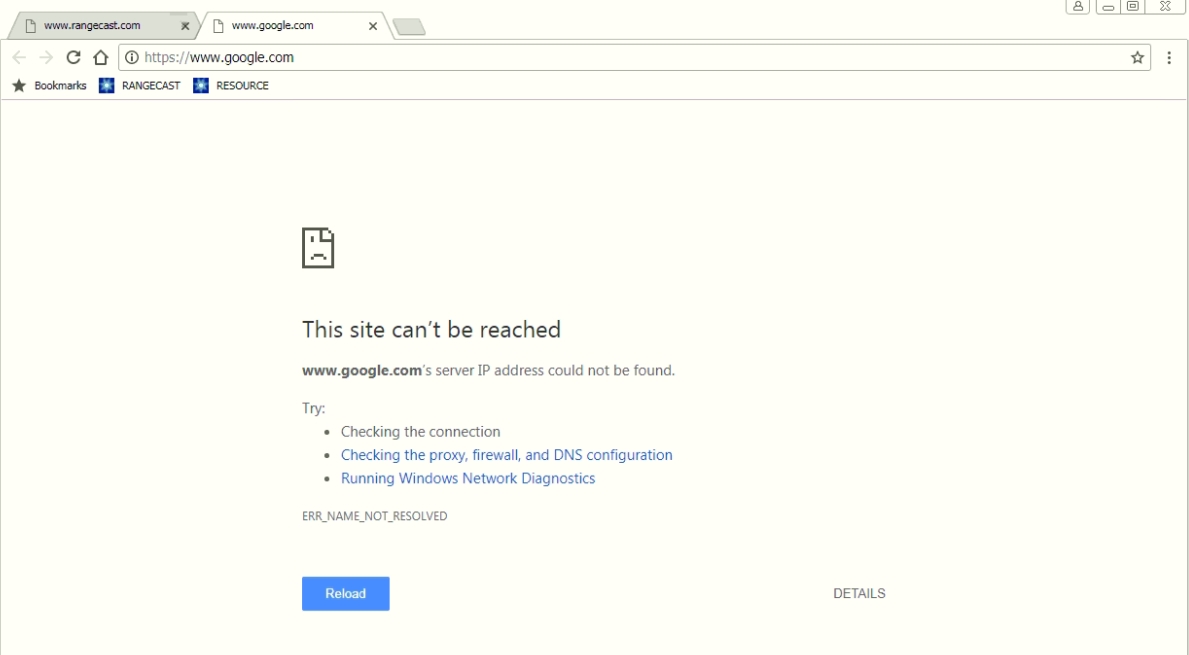 www.rangecast.com
www.google.com
https://www.google.com
Bookmarks RANGECAST RESOURCE
This site can't be reached
www.google.com's server IP address could not be found.
Try:
• Checking the connection
• Checking the proxy, firewall, and DNS configuration
• Running Windows Network Diagnostics
ERR_NAME_NOT_RESOLVED
Reload DETAILS